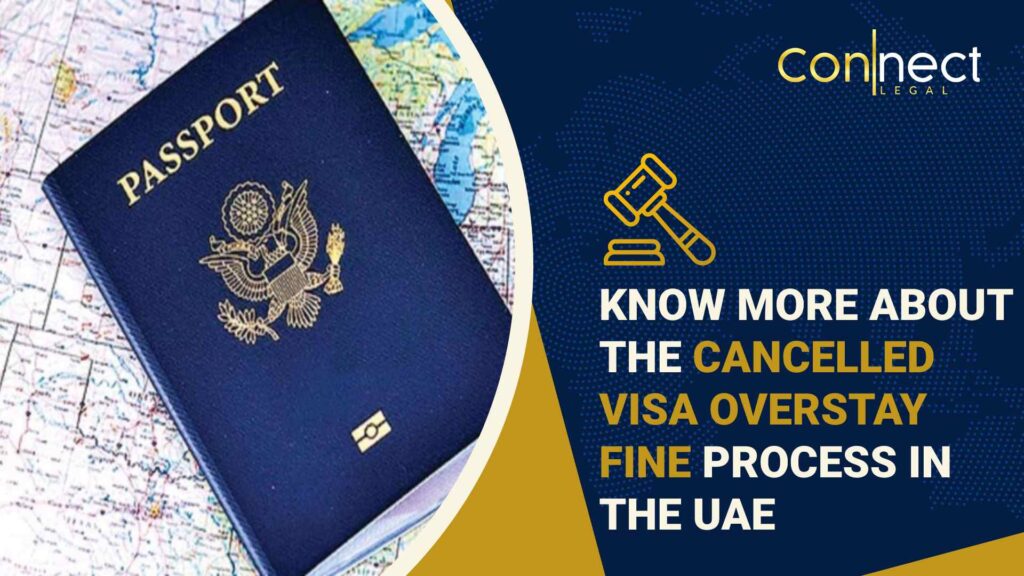 PASSPORT
Connect
LEGAL
KNOW MORE ABOUT
THE CANCELLED
VISA OVERSTAY
FINE PROCESS IN
THE UAE